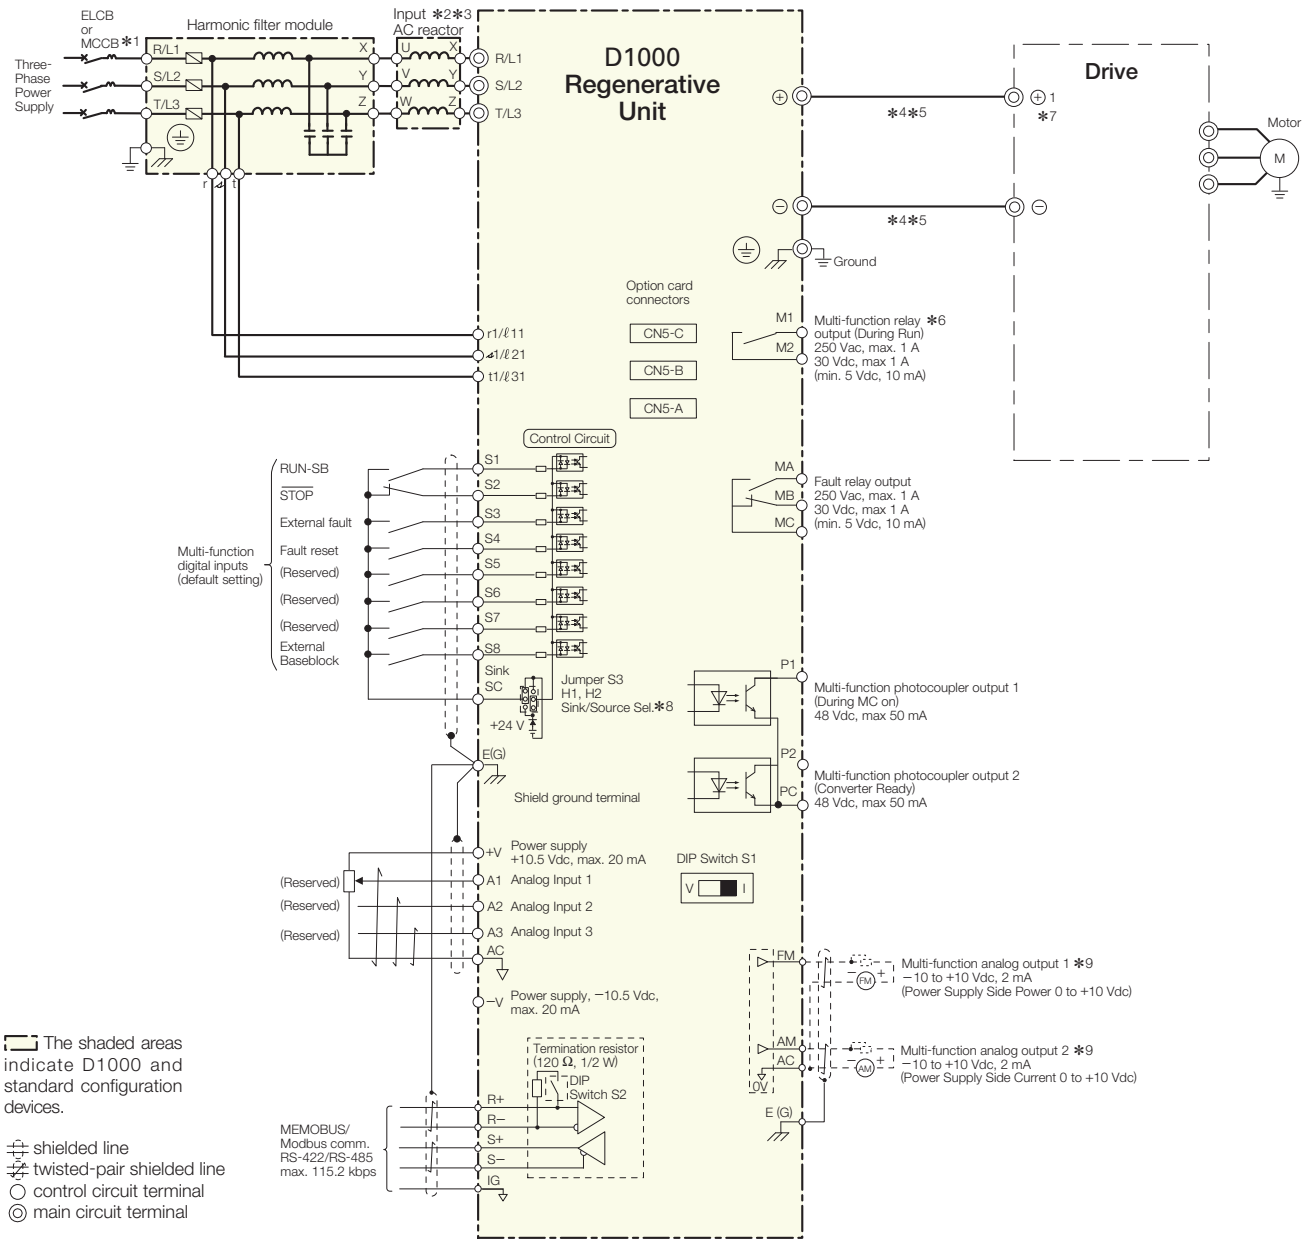 ELCB
or
MCCB✱1
Harmonic filter module
Input ✱2✱3
AC reactor
Three-
Phase
Power
Supply
R/L1
S/L2
T/L3
X
Y
Z
U
V
W
X
Y
Z
R/L1
S/L2
T/L3
D1000
Regenerative
Unit
Drive
+
✱4✱5
+ 1
✱7
Motor
M
−
✱4✱5
−
Ground
r
t
r1/ℓ11
1/ℓ21
t1/ℓ31
Option card
connectors
CN5-C
CN5-B
CN5-A
M1
M2
Multi-function relay ✱6
output (During Run)
250 Vac, max. 1 A
30 Vdc, max 1 A
(min. 5 Vdc, 10 mA)
Control Circuit
Multi-function
digital inputs
(default setting)
RUN-SB
STOP
External fault
Fault reset
(Reserved)
(Reserved)
(Reserved)
External
Baseblock
S1
S2
S3
S4
S5
S6
S7
S8
Sink
SC
+24 V
Jumper S3
H1, H2
Sink/Source Sel.✱8
MA
MB
MC
Fault relay output
250 Vac, max. 1 A
30 Vdc, max 1 A
(min. 5 Vdc, 10 mA)
P1
Multi-function photocoupler output 1
(During MC on)
48 Vdc, max 50 mA
P2
PC
Multi-function photocoupler output 2
(Converter Ready)
48 Vdc, max 50 mA
E(G)
Shield ground terminal
+V Power supply
+10.5 Vdc, max. 20 mA
(Reserved)
A1 Analog Input 1
(Reserved)
A2 Analog Input 2
(Reserved)
A3 Analog Input 3
AC
−V Power supply, −10.5 Vdc,
max. 20 mA
DIP Switch S1
V I
FM
− FM +
Multi-function analog output 1 ✱9
−10 to +10 Vdc, 2 mA
(Power Supply Side Power 0 to +10 Vdc)
AM
AC
0V
− AM +
Multi-function analog output 2 ✱9
−10 to +10 Vdc, 2 mA
(Power Supply Side Current 0 to +10 Vdc)
E (G)
Termination resistor
(120 Ω, 1/2 W)
DIP
Switch S2
MEMOBUS/
Modbus comm.
RS-422/RS-485
max. 115.2 kbps
R+
R−
S+
S−
IG
The shaded areas
indicate D1000 and
standard configuration
devices.
shielded line
twisted-pair shielded line
control circuit terminal
main circuit terminal